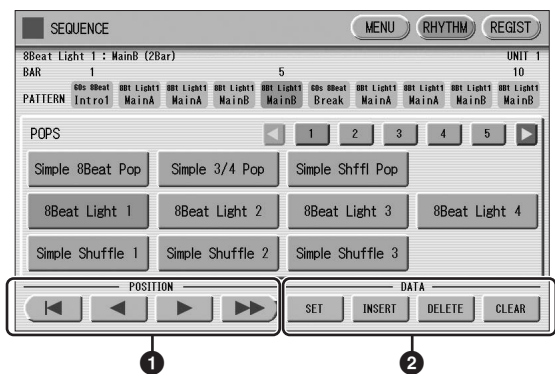 SEQUENCE MENU RHYTHM REGIST
8Beat Light 1 : MainB (2Bar) UNIT 1
BAR 1 5 10
60s 8Beat 8Bt Light1 8Bt Light1 8Bt Light1 8Bt Light1 60s 8Beat 8Bt Light1 8Bt Light1 8Bt Light1 8Bt Light1
PATTERN Intro1 MainA MainA MainB MainB Break MainA MainA MainB MainB
POPS 1 2 3 4 5
Simple 8Beat Pop Simple 3/4 Pop Simple Shffl Pop
8Beat Light 1 8Beat Light 2 8Beat Light 3 8Beat Light 4
Simple Shuffle 1 Simple Shuffle 2 Simple Shuffle 3
POSITION DATA
SET INSERT DELETE CLEAR
1 2